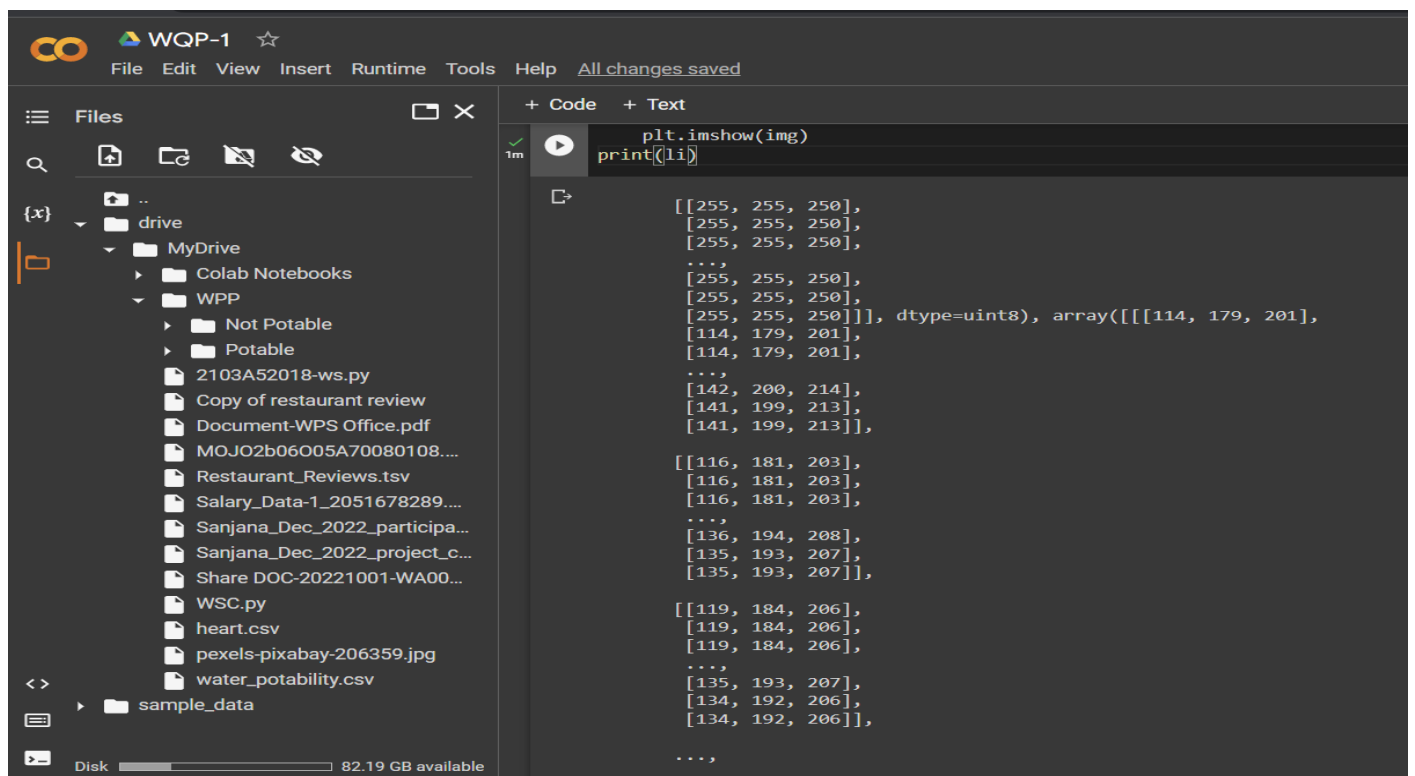 WQP-1
File Edit View Insert Runtime Tools Help All changes saved
Files
{x}
..
drive
MyDrive
Colab Notebooks
WPP
Not Potable
Potable
2103A52018-ws.py
Copy of restaurant review
Document-WPS Office.pdf
MOJO2b06O05A70080108....
Restaurant_Reviews.tsv
Salary_Data-1_2051678289....
Sanjana_Dec_2022_participa...
Sanjana_Dec_2022_project_c...
Share DOC-20221001-WA00...
WSC.py
heart.csv
pexels-pixabay-206359.jpg
water_potability.csv
sample_data
Disk 82.19 GB available
+ Code + Text
1m
plt.imshow(img)
print(li)
[[255, 255, 250],
[255, 255, 250],
[255, 255, 250],
...,
[255, 255, 250],
[255, 255, 250],
[255, 255, 250]]], dtype=uint8), array([[[114, 179, 201],
[114, 179, 201],
[114, 179, 201],
...,
[142, 200, 214],
[141, 199, 213],
[141, 199, 213]],
[[116, 181, 203],
[116, 181, 203],
[116, 181, 203],
...,
[136, 194, 208],
[135, 193, 207],
[135, 193, 207]],
[[119, 184, 206],
[119, 184, 206],
[119, 184, 206],
...,
[135, 193, 207],
[134, 192, 206],
[134, 192, 206]],
...,